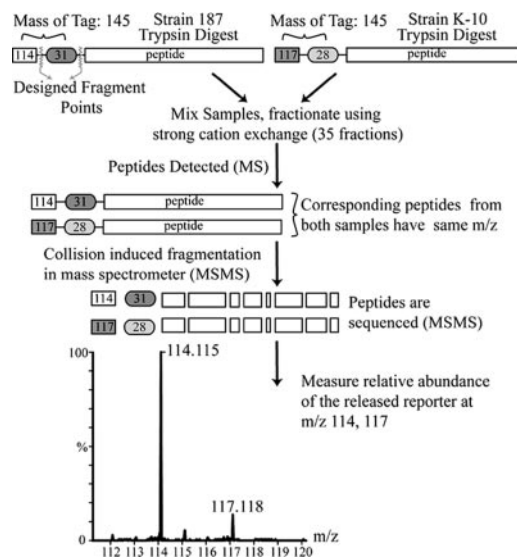 Mass of Tag: 145
Strain 187
Trypsin Digest
114
31
peptide
Designed Fragment
Points
Mass of Tag: 145
Strain K-10
Trypsin Digest
117
28
peptide
Mix Samples, fractionate using
strong cation exchange (35 fractions)
Peptides Detected (MS)
114
31
peptide
117
28
peptide
Corresponding peptides from
both samples have same m/z
Collision induced fragmentation
in mass spectrometer (MSMS)
114
31
117
28
Peptides are
sequenced (MSMS)
Measure relative abundance
of the released reporter at
m/z 114, 117
100
%
0
114.115
117.118
112 113 114 115 116 117 118 119 120 m/z